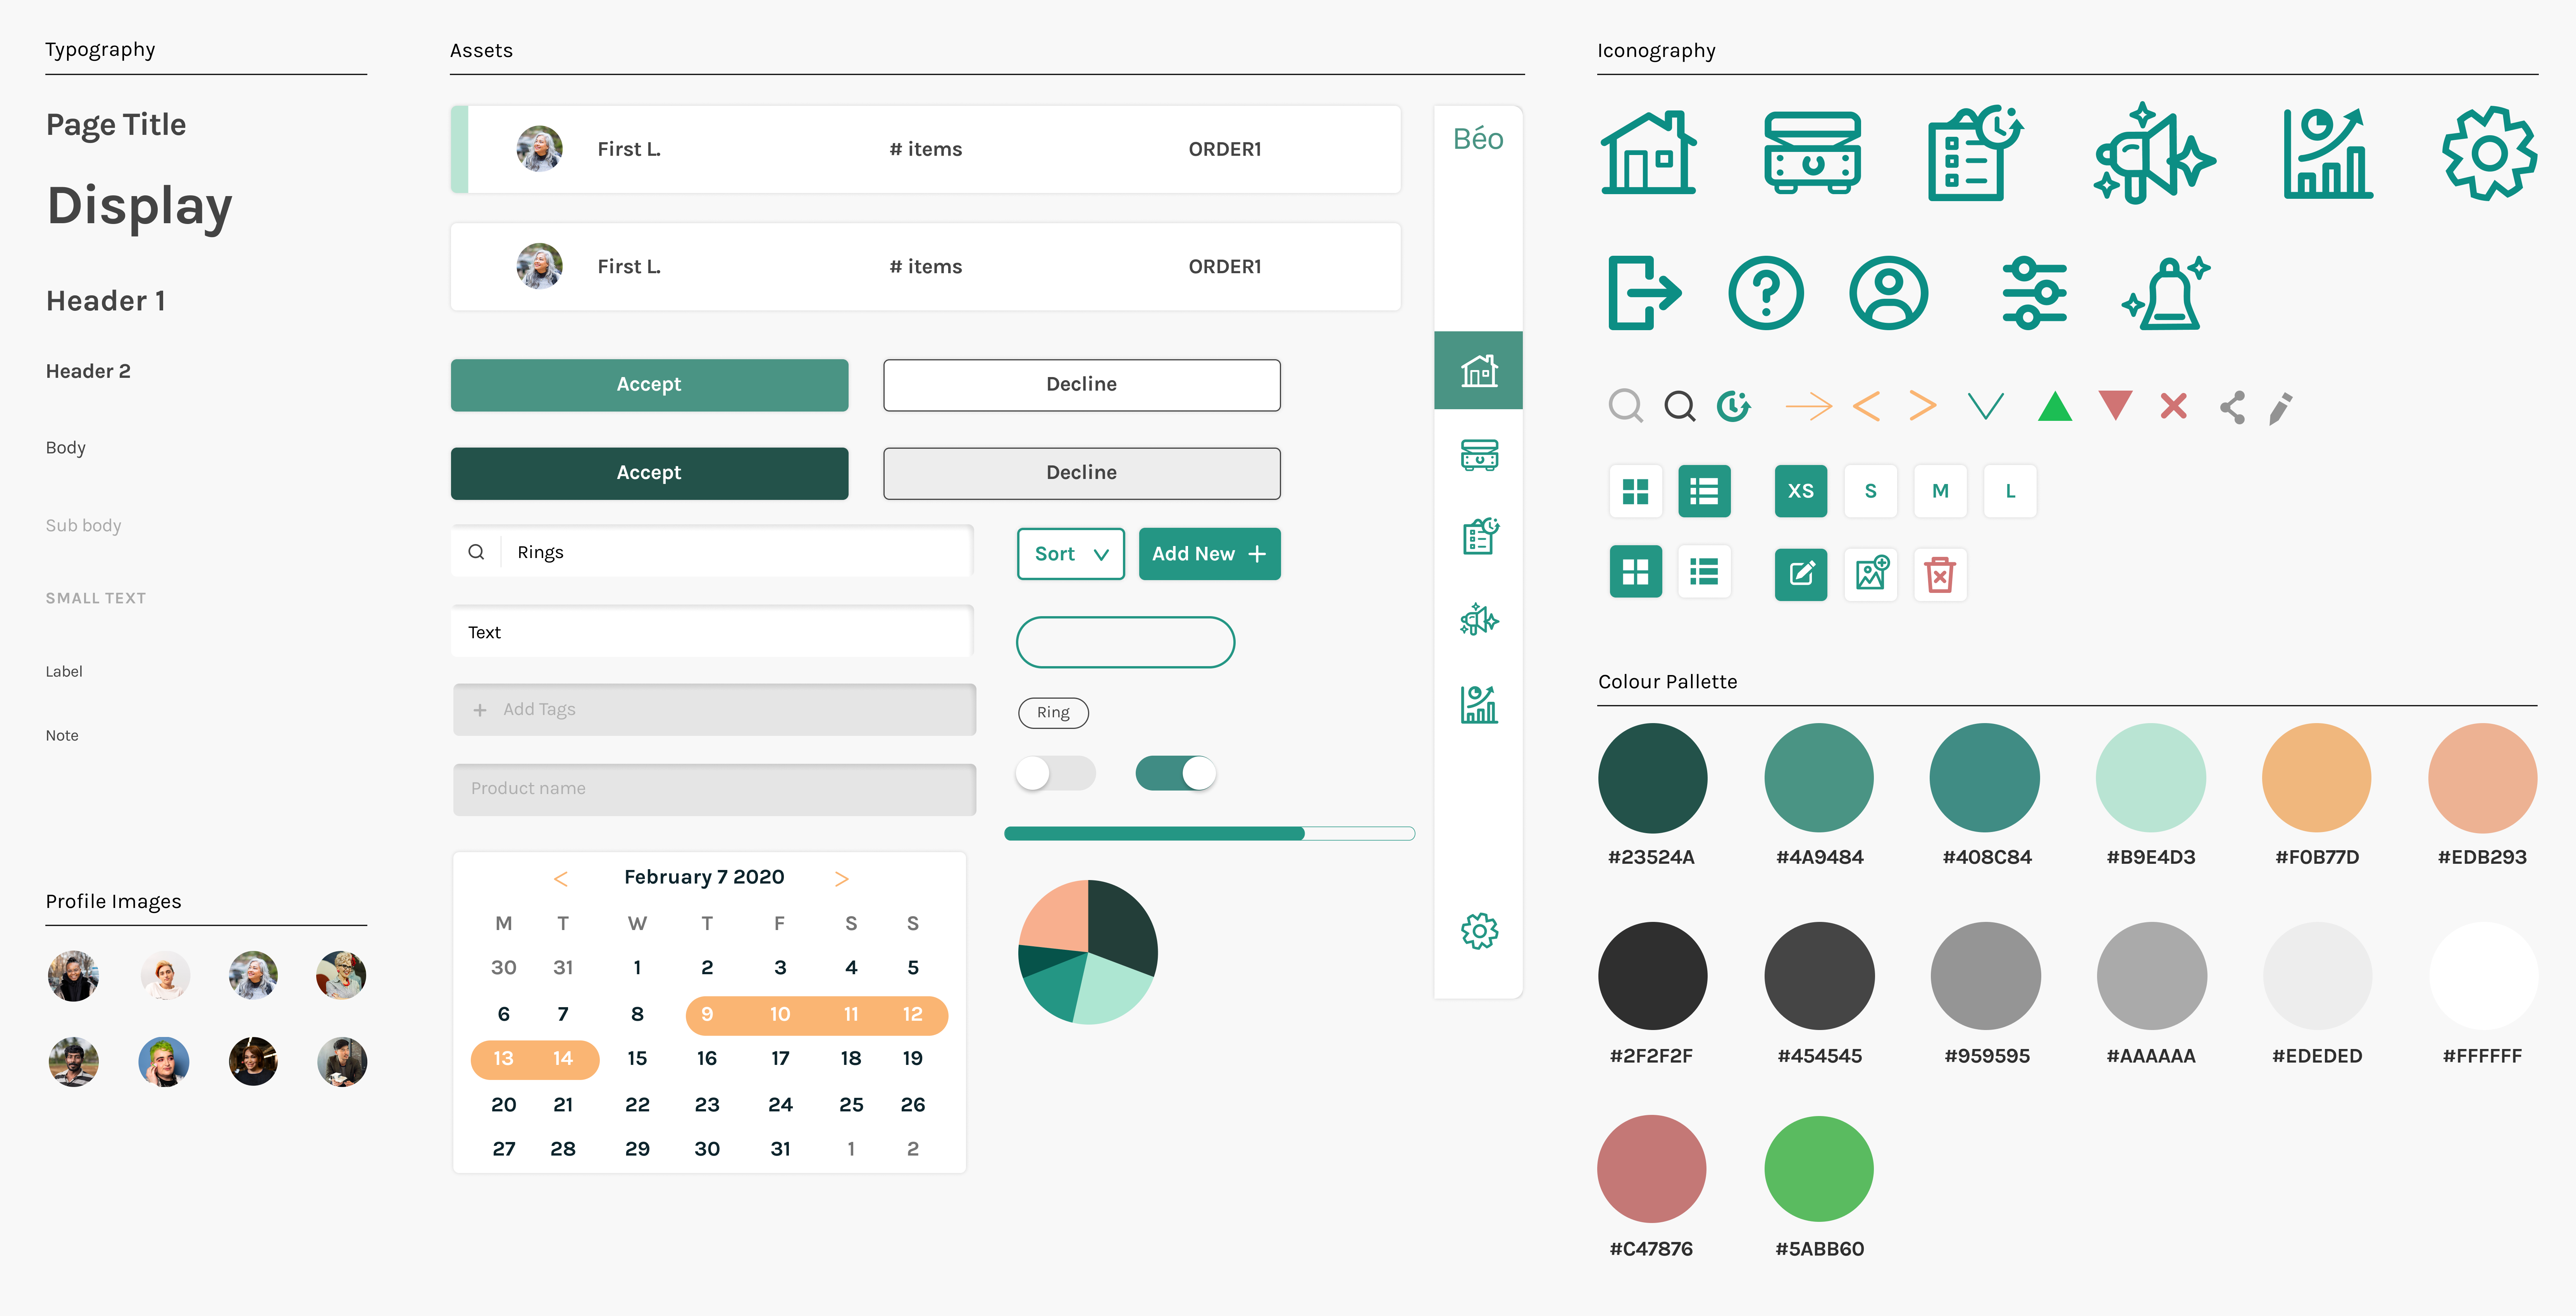 Typography
Page Title
Display
Header 1
Header 2
Body
Sub body
SMALL TEXT
Label
Note
Profile Images
Assets
First L. # items ORDER1
First L. # items ORDER1
Accept Decline
Accept Decline
Rings
Sort Add New +
Text
+ Add Tags
Ring
Product name
< February 7 2020 >
M T W T F S S
30 31 1 2 3 4 5
6 7 8 9 10 11 12
13 14 15 16 17 18 19
20 21 22 23 24 25 26
27 28 29 30 31 1 2
Béo
Iconography
XS S M L
Colour Pallette
#23524A #4A9484 #408C84 #B9E4D3 #F0B77D #EDB293
#2F2F2F #454545 #959595 #AAAAAA #EDEDED #FFFFFF
#C47876 #5ABB60